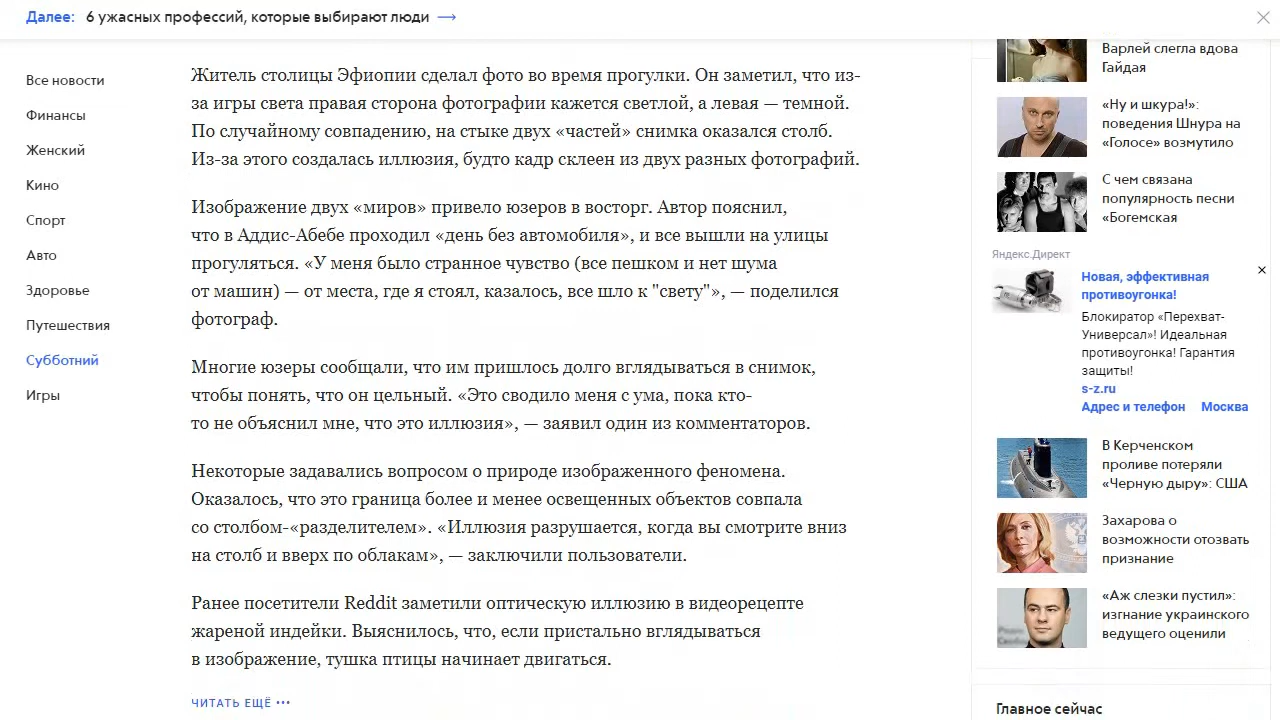 Далее: 6 ужасных профессий, которые выбирают люди →
Все новости
Финансы
Женский
Кино
Спорт
Авто
Здоровье
Путешествия
Субботний
Игры
Житель столицы Эфиопии сделал фото во время прогулки. Он заметил, что из-
за игры света правая сторона фотографии кажется светлой, а левая — темной.
По случайному совпадению, на стыке двух «частей» снимка оказался столб.
Из-за этого создалась иллюзия, будто кадр склеен из двух разных фотографий.
Изображение двух «миров» привело юзеров в восторг. Автор пояснил,
что в Аддис-Абебе проходил «день без автомобиля», и все вышли на улицы
прогуляться. «У меня было странное чувство (все пешком и нет шума
от машин) — от места, где я стоял, казалось, все шло к "свету"», — поделился
фотограф.
Многие юзеры сообщали, что им пришлось долго вглядываться в снимок,
чтобы понять, что он цельный. «Это сводило меня с ума, пока кто-
то не объяснил мне, что это иллюзия», — заявил один из комментаторов.
Некоторые задавались вопросом о природе изображенного феномена.
Оказалось, что это граница более и менее освещенных объектов совпала
со столбом-«разделителем». «Иллюзия разрушается, когда вы смотрите вниз
на столб и вверх по облакам», — заключили пользователи.
Ранее посетители Reddit заметили оптическую иллюзию в видеорецепте
жареной индейки. Выяснилось, что, если пристально вглядываться
в изображение, тушка птицы начинает двигаться.
ЧИТАТЬ ЕЩЁ •••
Варлей слегла вдова
Гайдая
«Ну и шкура!»:
поведения Шнура на
«Голосе» возмутило
С чем связана
популярность песни
«Богемская
Яндекс.Директ
Новая, эффективная
противоугонка!
Блокиратор «Перехват-
Универсал»! Идеальная
противоугонка! Гарантия
защиты!
s-z.ru
Адрес и телефон Москва
В Керченском
проливе потеряли
«Черную дыру»: США
Захарова о
возможности отозвать
признание
«Аж слезки пустил»:
изгнание украинского
ведущего оценили
Главное сейчас